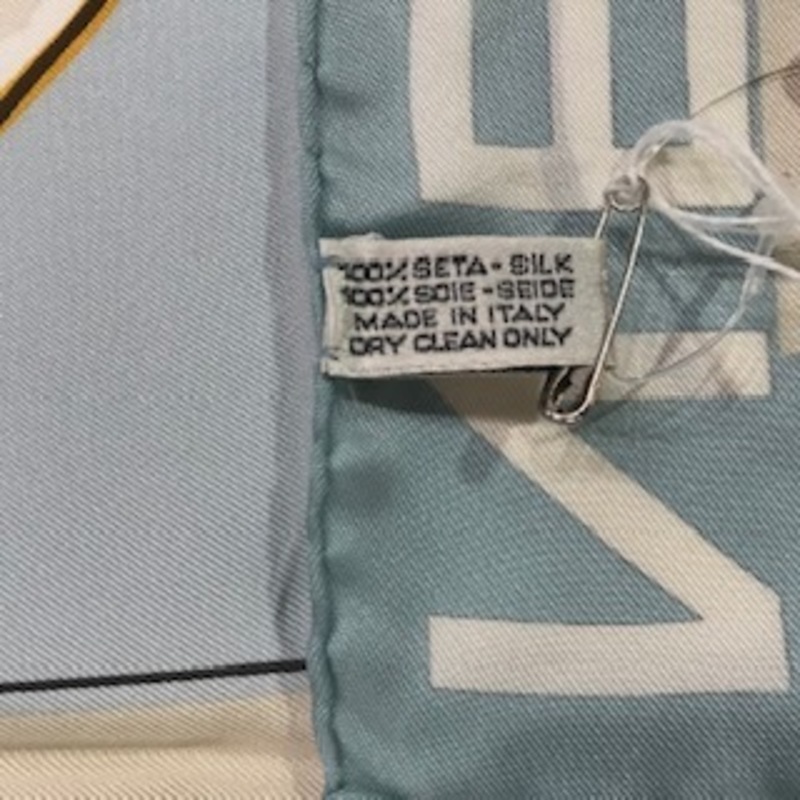 100% SETA - SILK
100% SOIE - SEIDE
MADE IN ITALY
DRY CLEAN ONLY